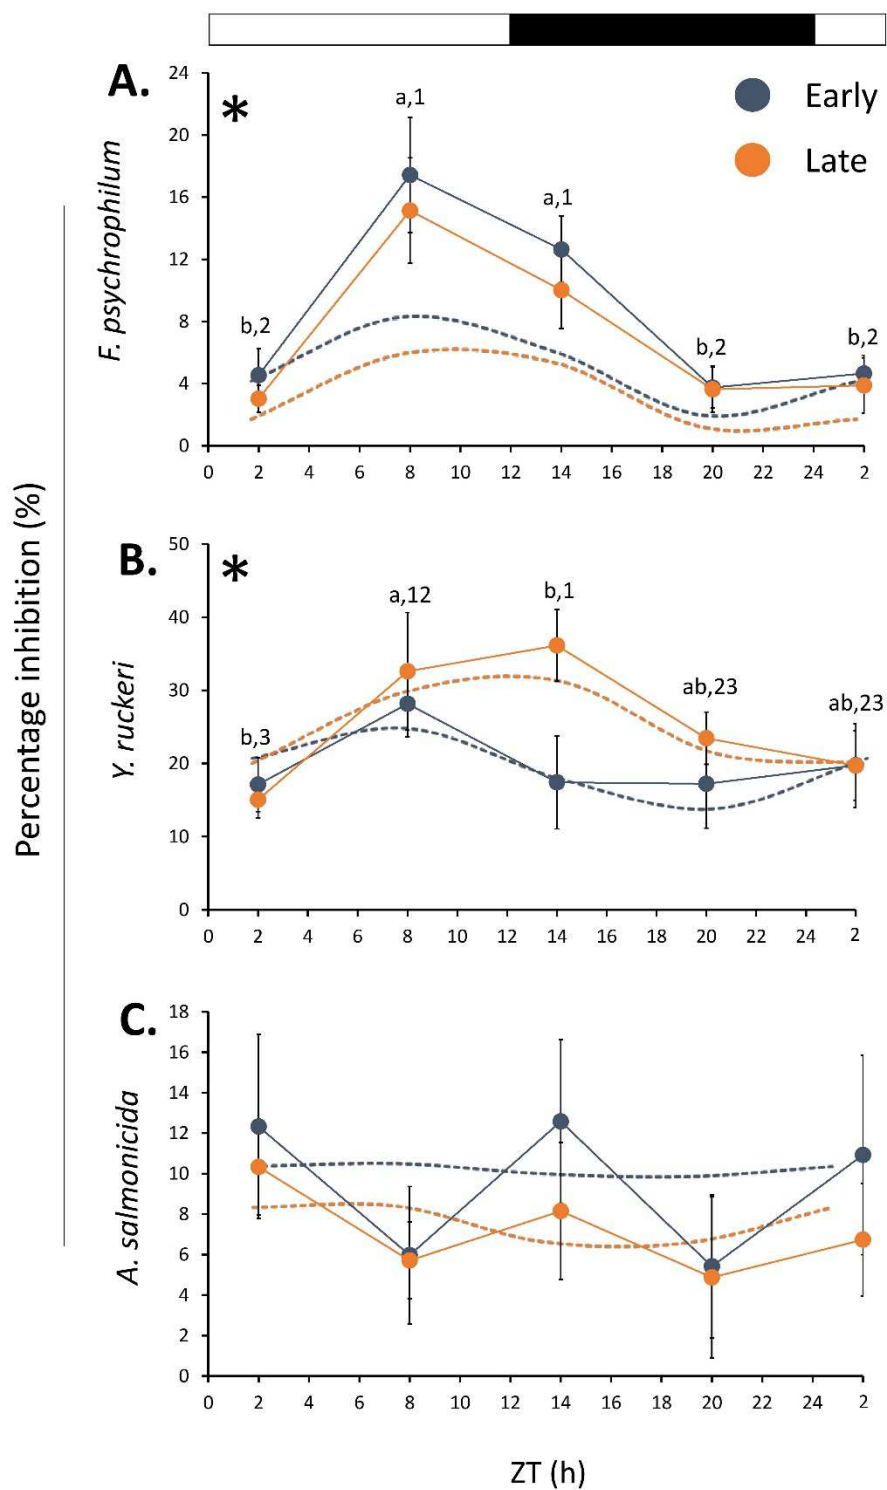 A.
*
Early
Late
F. psychrophilum
24
20
16
12
8
4
0
b,2
a,1
a,1
b,2
b,2
0 2 4 6 8 10 12 14 16 18 20 22 24 2
Percentage inhibition (%)
B.
*
Y. ruckeri
50
40
30
20
10
0
b,3
a,12
b,1
ab,23
ab,23
0 2 4 6 8 10 12 14 16 18 20 22 24 2
C.
A. salmonicida
18
16
14
12
10
8
6
4
2
0
0 2 4 6 8 10 12 14 16 18 20 22 24 2
ZT (h)